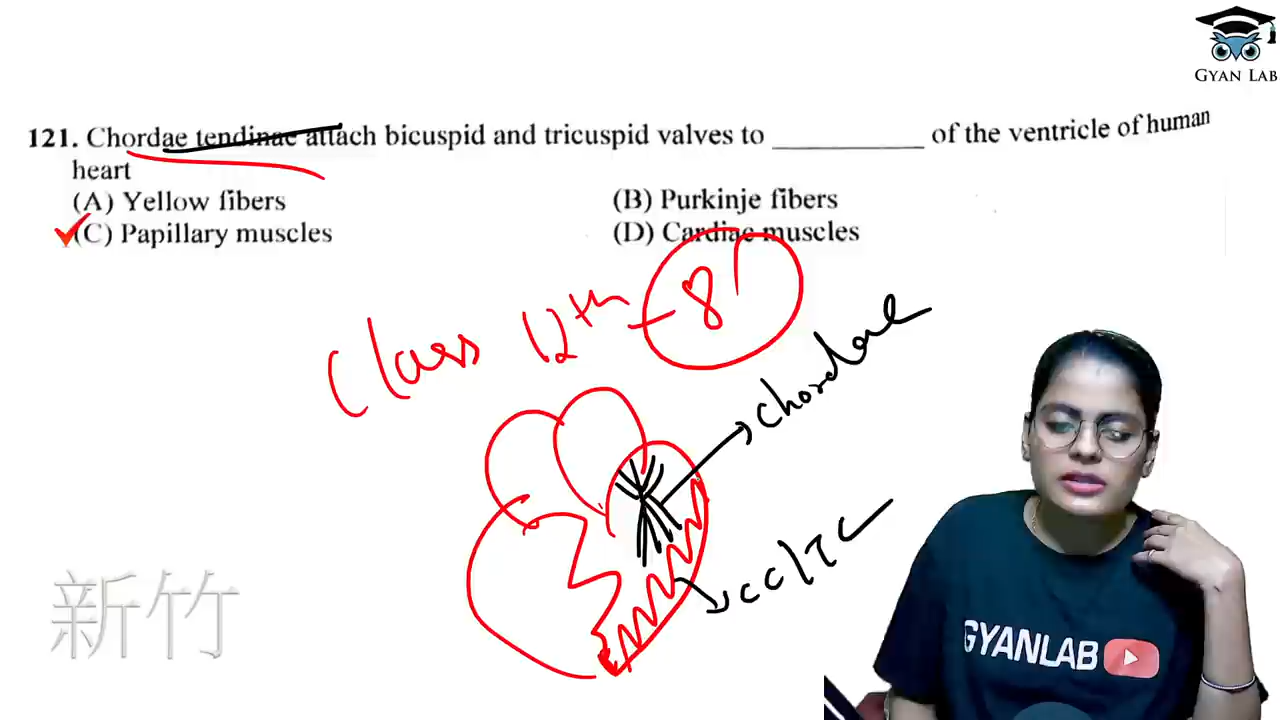 GYAN LAB
121. Chordae tendinae attach bicuspid and tricuspid valves to __________ of the ventricle of human
heart
(A) Yellow fibers
(B) Purkinje fibers
(C) Papillary muscles
(D) Cardiac muscles
Class 12th - 8
Chordae
新竹
GYANLAB